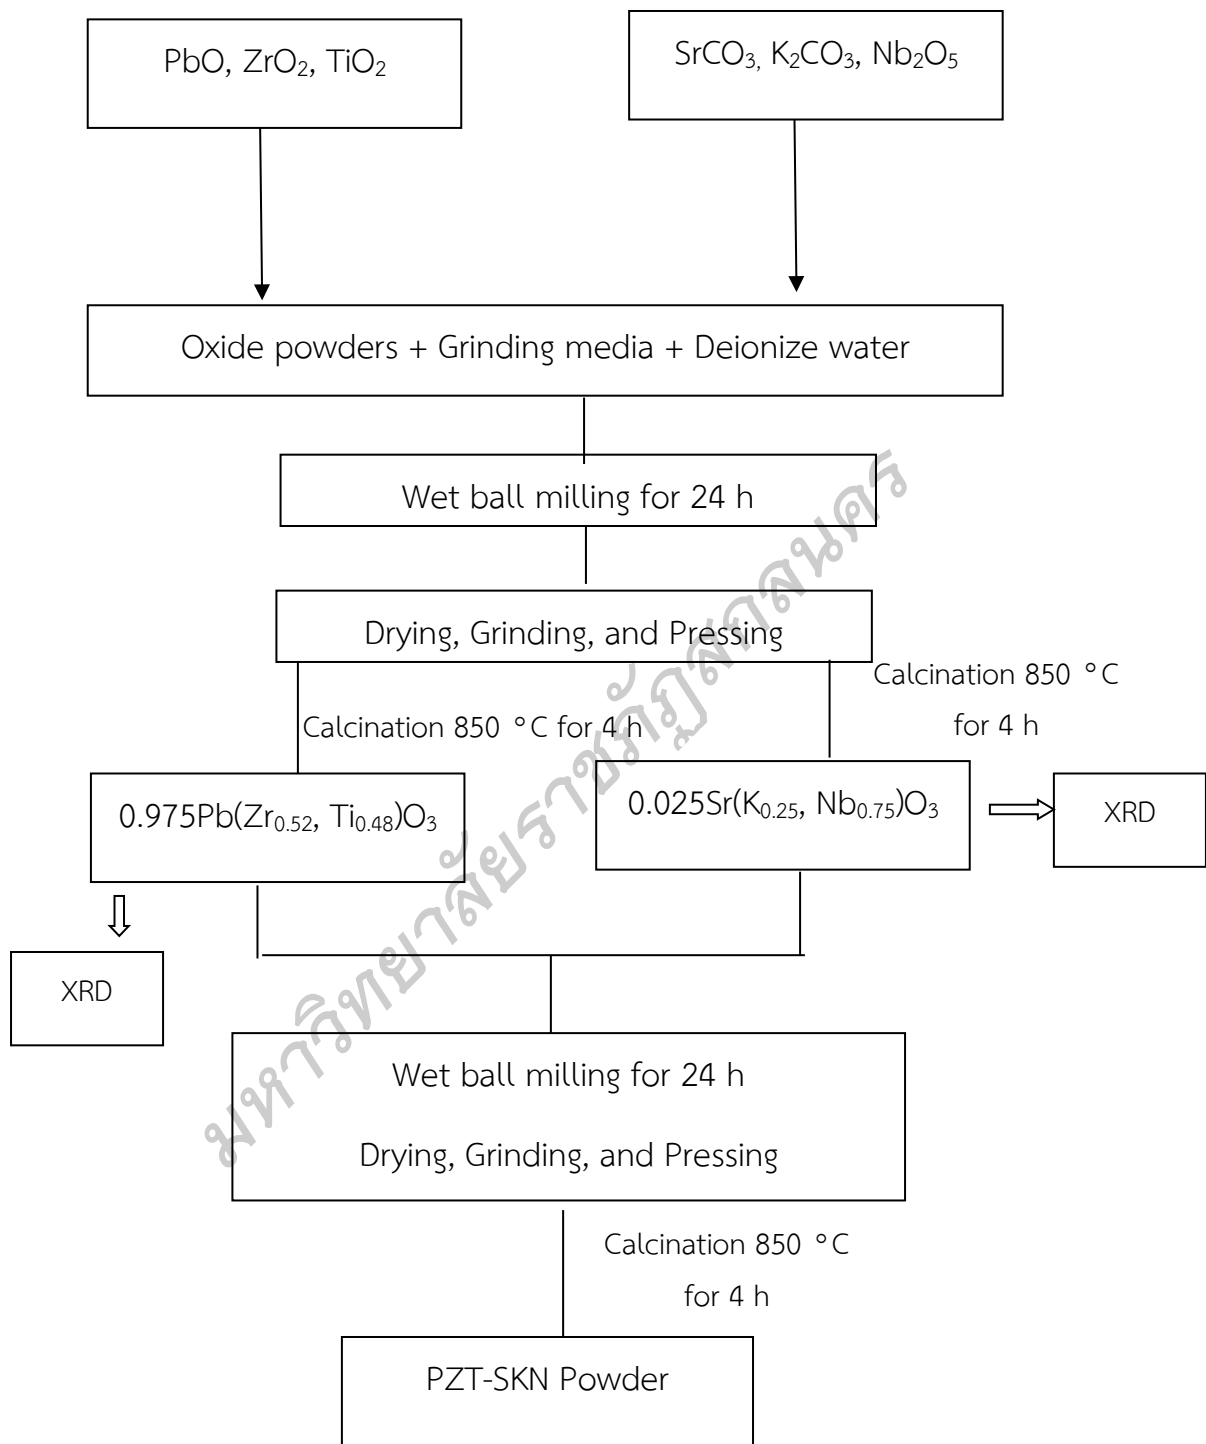 PbO, ZrO₂, TiO₂
SrCO₃, K₂CO₃, Nb₂O₅
Oxide powders + Grinding media + Deionize water
Wet ball milling for 24 h
Drying, Grinding, and Pressing
Calcination 850 °C
for 4 h
Calcination 850 °C for 4 h
0.975Pb(Zr₀.₅₂, Ti₀.₄₈)O₃
0.025Sr(K₀.₂₅, Nb₀.₇₅)O₃
XRD
XRD
Wet ball milling for 24 h
Drying, Grinding, and Pressing
Calcination 850 °C
for 4 h
PZT-SKN Powder
มหาวิทยาลัยราชภัฏสกลนคร